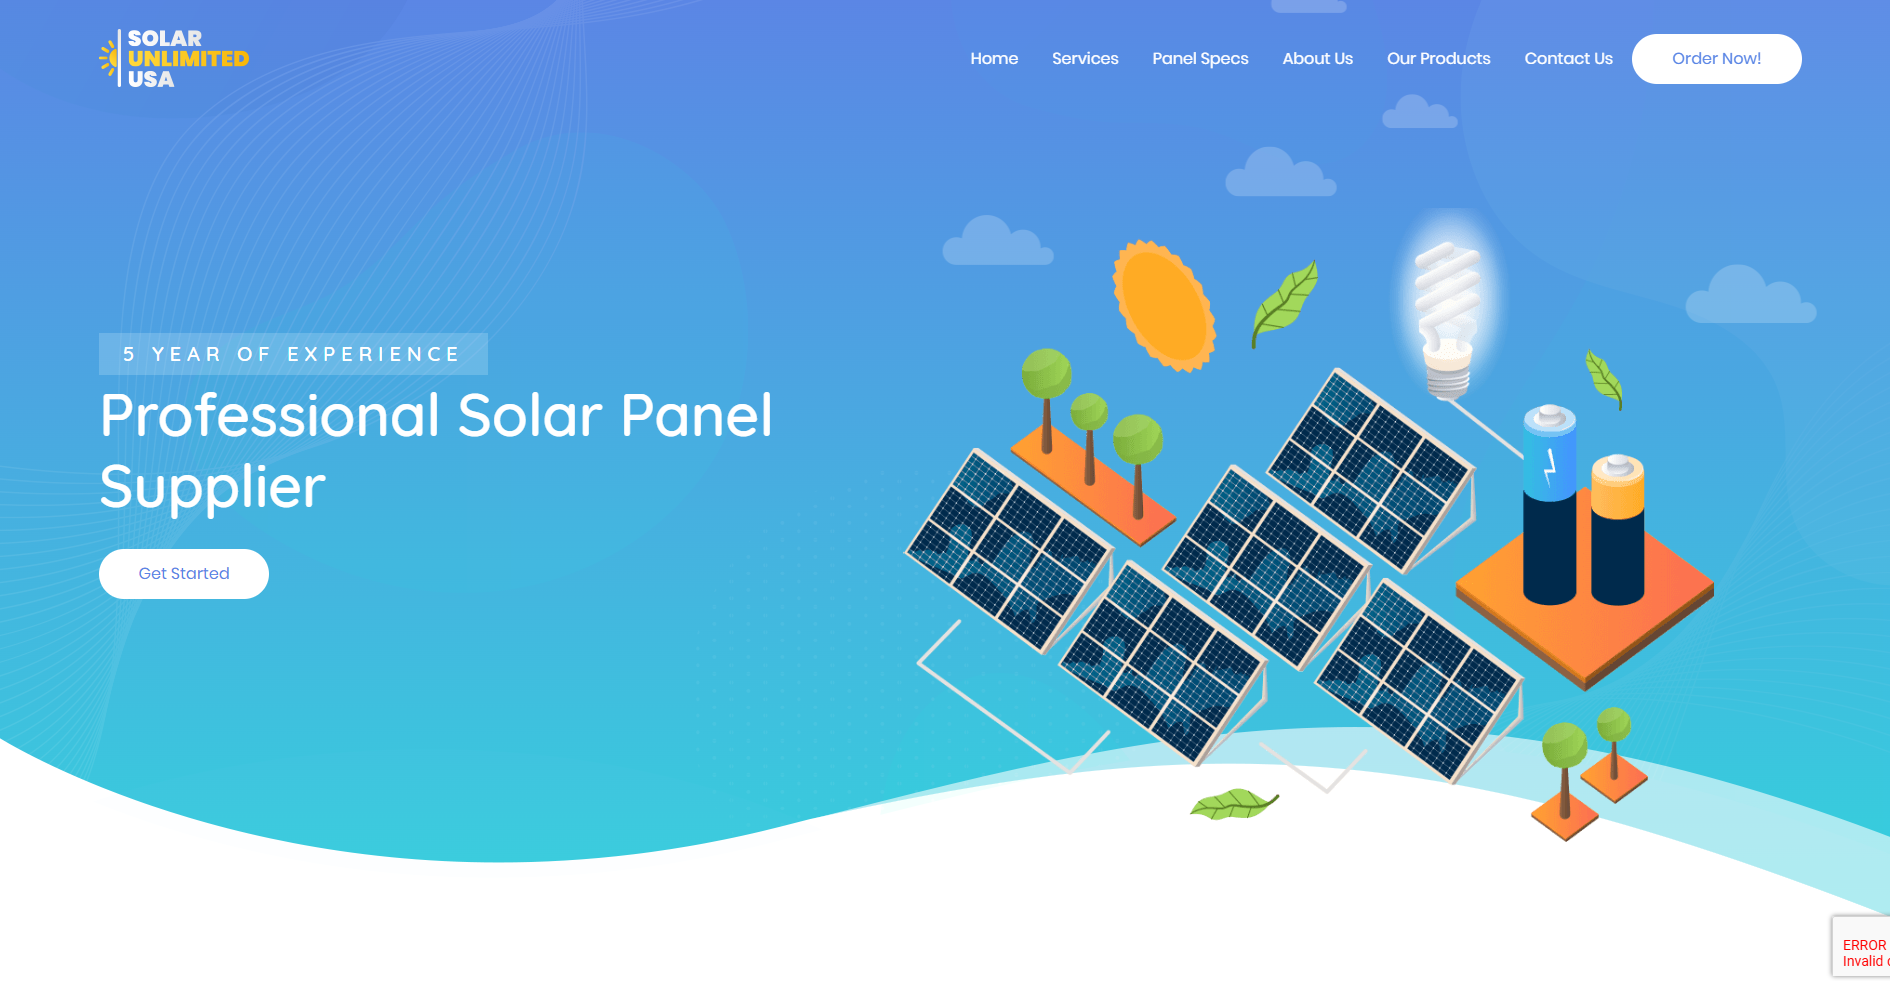 SOLAR
UNLIMITED
USA
Home Services Panel Specs About Us Our Products Contact Us Order Now!
5 YEAR OF EXPERIENCE
Professional Solar Panel
Supplier
Get Started
ERROR
Invalid